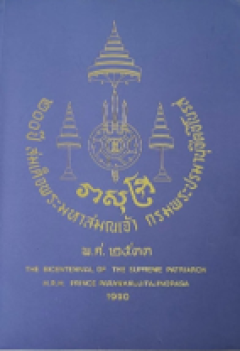 ๒๐๐ปี สมเด็จพระมหาสมณเจ้า กรมพระปรมานุชิตชิโนรส
วาสุกรี
พ.ศ. ๒๕๓๓
THE BICENTENNIAL OF THE SUPREME PATRIARCH
H.R.H. PRINCE
1990